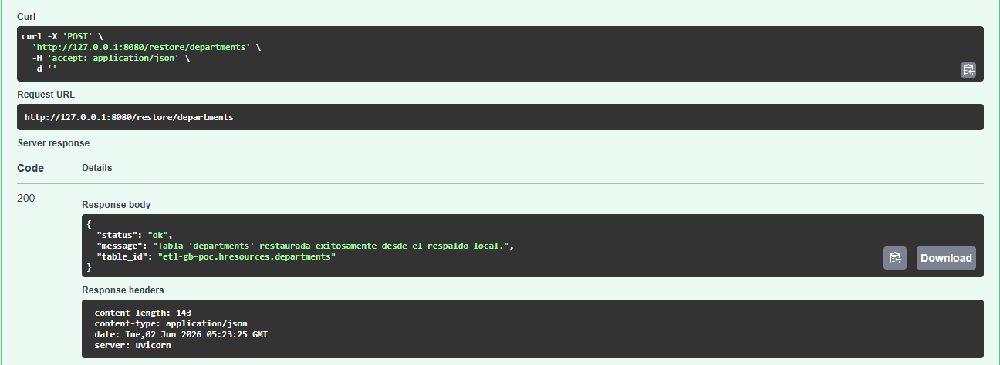 Curl
curl -X 'POST' \
  'http://127.0.0.1:8080/restore/departments' \
  -H 'accept: application/json' \
  -d ''
Request URL
http://127.0.0.1:8080/restore/departments
Server response
Code Details
200
Response body
{
  "status": "ok",
  "message": "Tabla 'departments' restaurada exitosamente desde el respaldo local.",
  "table_id": "etl-gb-poc.hresources.departments"
}
Download
Response headers
content-length: 143
content-type: application/json
date: Tue,02 Jun 2026 05:23:25 GMT
server: uvicorn